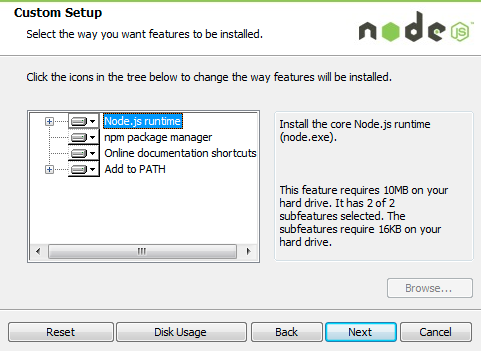 Custom Setup
Select the way you want features to be installed.
node
JS
Click the icons in the tree below to change the way features will be installed.
Node.js runtime
npm package manager
Online documentation shortcuts
Add to PATH
Install the core Node.js runtime
(node.exe).
This feature requires 10MB on your
hard drive. It has 2 of 2
subfeatures selected. The
subfeatures require 16KB on your
hard drive.
Browse...
Reset
Disk Usage
Back
Next
Cancel